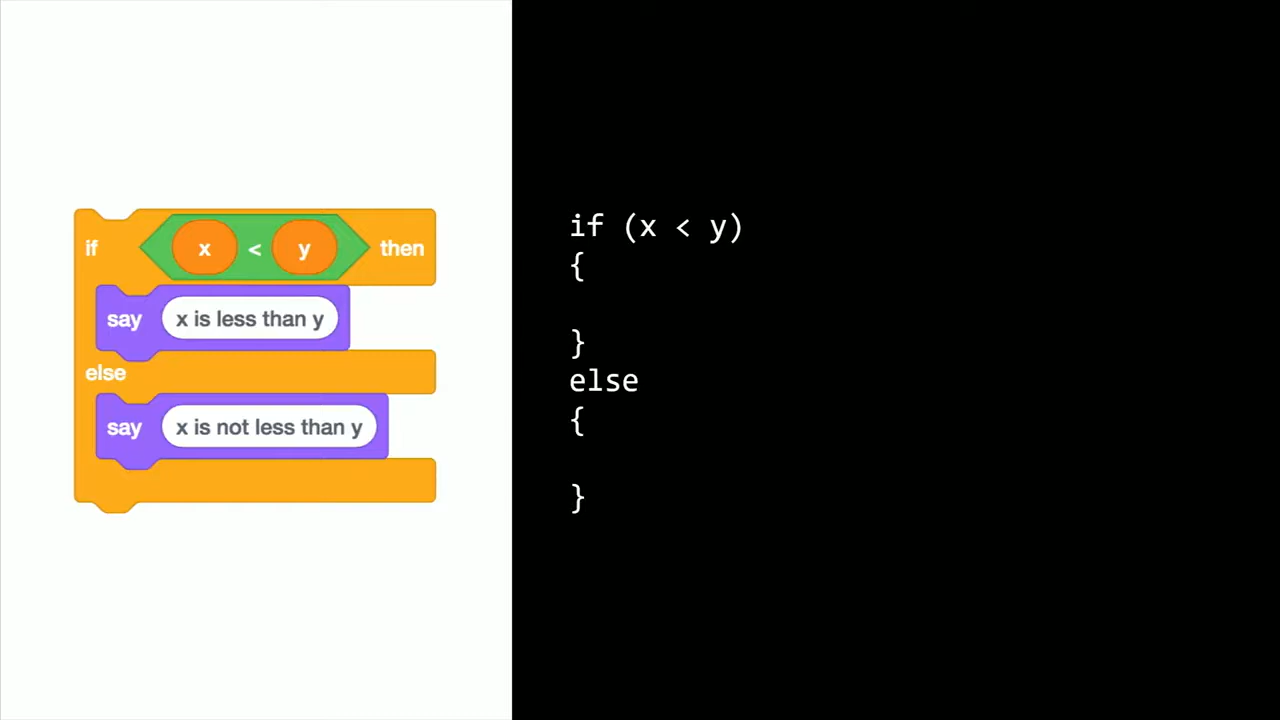 if x < y then
say x is less than y
else
say x is not less than y
if (x < y)
{
}
else
{
}